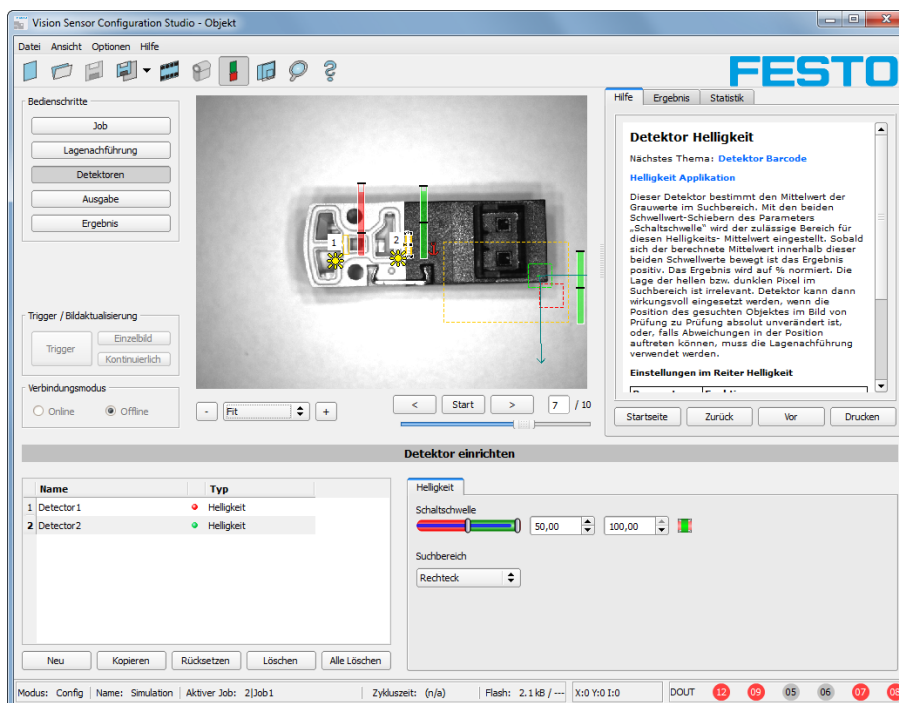 Vision Sensor Configuration Studio - Objekt
Datei Ansicht Optionen Hilfe
FESTO
Bedienschritte
Job
Lagenachführung
Detektoren
Ausgabe
Ergebnis
Trigger / Bildaktualisierung
Trigger
Einzelbild
Kontinuierlich
Verbindungsmodus
Online
Offline
1
2
1
-
Fit
+
<
Start
>
7
/ 10
Hilfe
Ergebnis
Statistik
Detektor Helligkeit
Nächstes Thema: Detektor Barcode
Helligkeit Applikation
Dieser Detektor bestimmt den Mittelwert der
Grauwerte im Suchbereich. Mit den beiden
Schwellwert-Schiebern des Parameters
„Schaltschwelle" wird der zulässige Bereich für
diesen Helligkeits- Mittelwert eingestellt. Sobald
sich der berechnete Mittelwert innerhalb dieser
beiden Schwellwerte bewegt ist das Ergebnis
positiv. Das Ergebnis wird auf % normiert. Die
Lage der hellen bzw. dunklen Pixel im
Suchbereich ist irrelevant. Detektor kann dann
wirkungsvoll eingesetzt werden, wenn die
Position des gesuchten Objektes im Bild von
Prüfung zu Prüfung absolut unverändert ist,
oder, falls Abweichungen in der Position
auftreten können, muss die Lagenachführung
verwendet werden.
Einstellungen im Reiter Helligkeit
Startseite
Zurück
Vor
Drucken
Detektor einrichten
Name Typ
1 Detector1 Helligkeit
2 Detector2 Helligkeit
Neu
Kopieren
Rücksetzen
Löschen
Alle Löschen
Helligkeit
Schaltschwelle
50,00
100,00
Suchbereich
Rechteck
Modus: Config Name: Simulation Aktiver Job: 2|Job1 Zykluszeit: (n/a) Flash: 2.1 kB / --- X:0 Y:0 I:0 DOUT 12 09 05 06 07 08